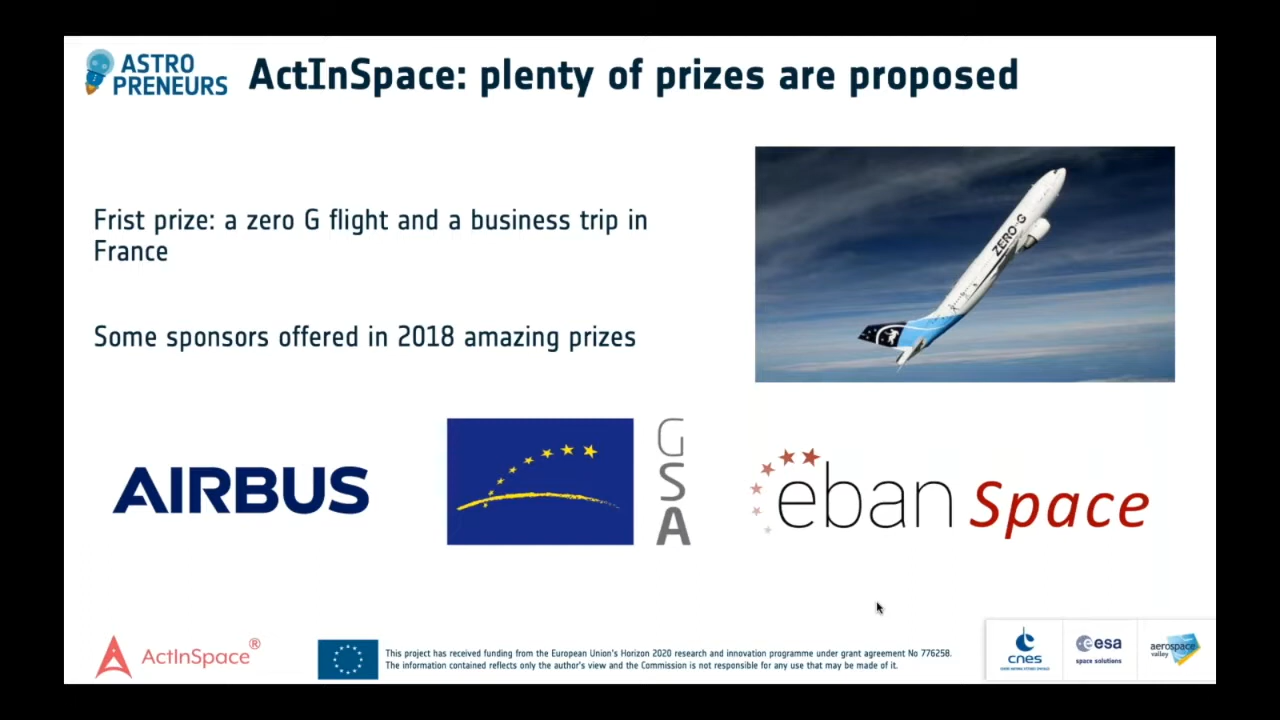 ASTRO
PRENEURS
ActInSpace: plenty of prizes are proposed
Frist prize: a zero G flight and a business trip in
France
ZERO-G
Some sponsors offered in 2018 amazing prizes
AIRBUS
G
S
A
eban Space
ActInSpace®
This project has received funding from the European Union's Horizon 2020 research and innovation programme under grant agreement No 776258.
The information contained reflects only the author's view and the Commission is not responsible for any use that may be made of it.
cnes
esa
space solutions
aerospace
valley